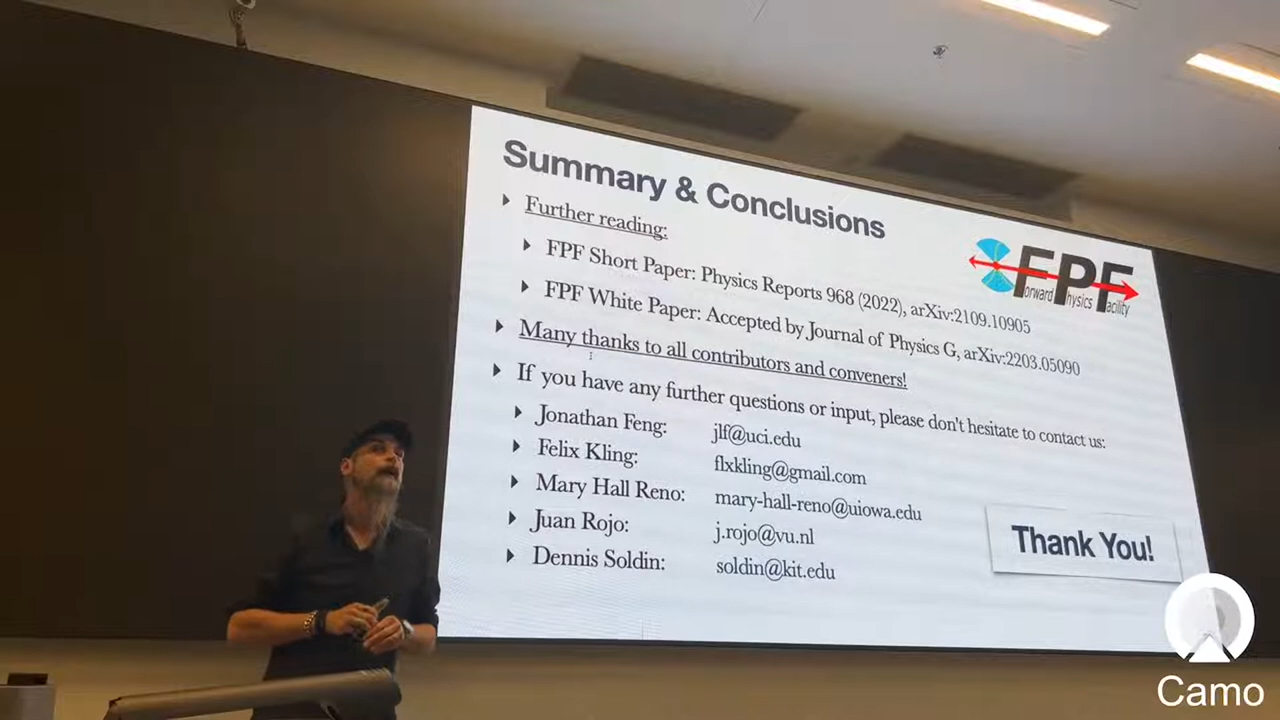 Summary & Conclusions
Further reading:
FPF Short Paper: Physics Reports 968 (2022), arXiv:2109.10905
FPF White Paper: Accepted by Journal of Physics G, arXiv:2203.05090
Many thanks to all contributors and conveners!
If you have any further questions or input, please don't hesitate to contact us:
Jonathan Feng: jlf@uci.edu
Felix Kling: flxkling@gmail.com
Mary Hall Reno: mary-hall-reno@uiowa.edu
Juan Rojo: j.rojo@vu.nl
Dennis Soldin: soldin@kit.edu
Forward Physics Facility
Thank You!
Camo